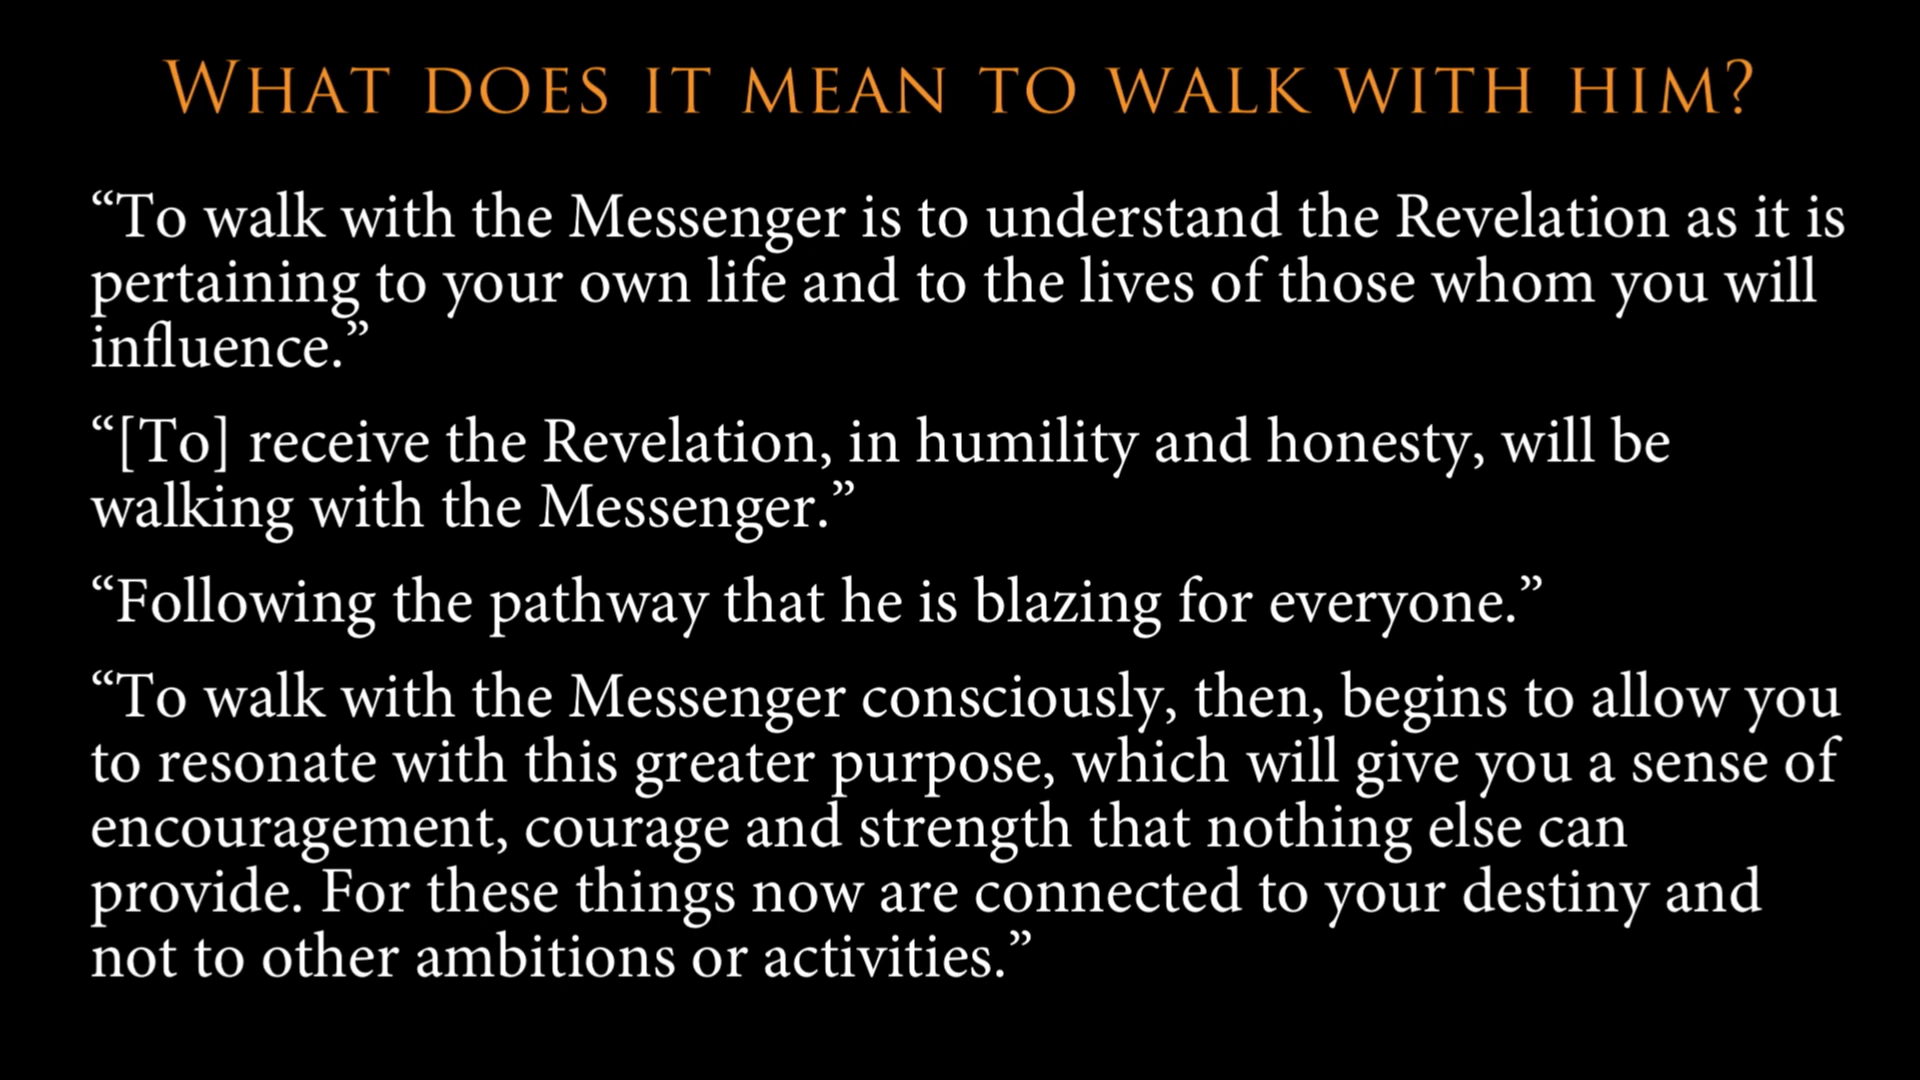 What does it mean to walk with him?
“To walk with the Messenger is to understand the Revelation as it is
pertaining to your own life and to the lives of those whom you will
influence.”
“[To] receive the Revelation, in humility and honesty, will be
walking with the Messenger.”
“Following the pathway that he is blazing for everyone.”
“To walk with the Messenger consciously, then, begins to allow you
to resonate with this greater purpose, which will give you a sense of
encouragement, courage and strength that nothing else can
provide. For these things now are connected to your destiny and
not to other ambitions or activities.”